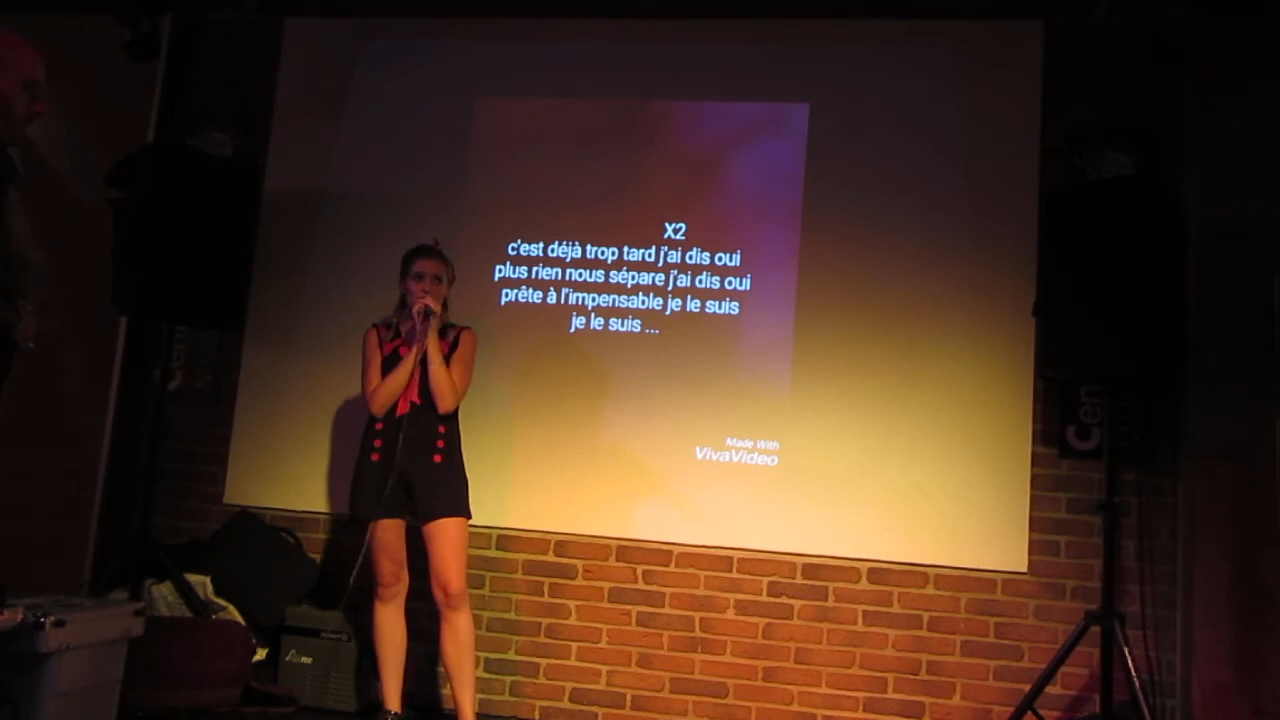 X2
c'est déjà trop tard j'ai dis oui
plus rien nous sépare j'ai dis oui
prête à l'impensable je le suis
je le suis ...
Made With
VivaVideo
Cen